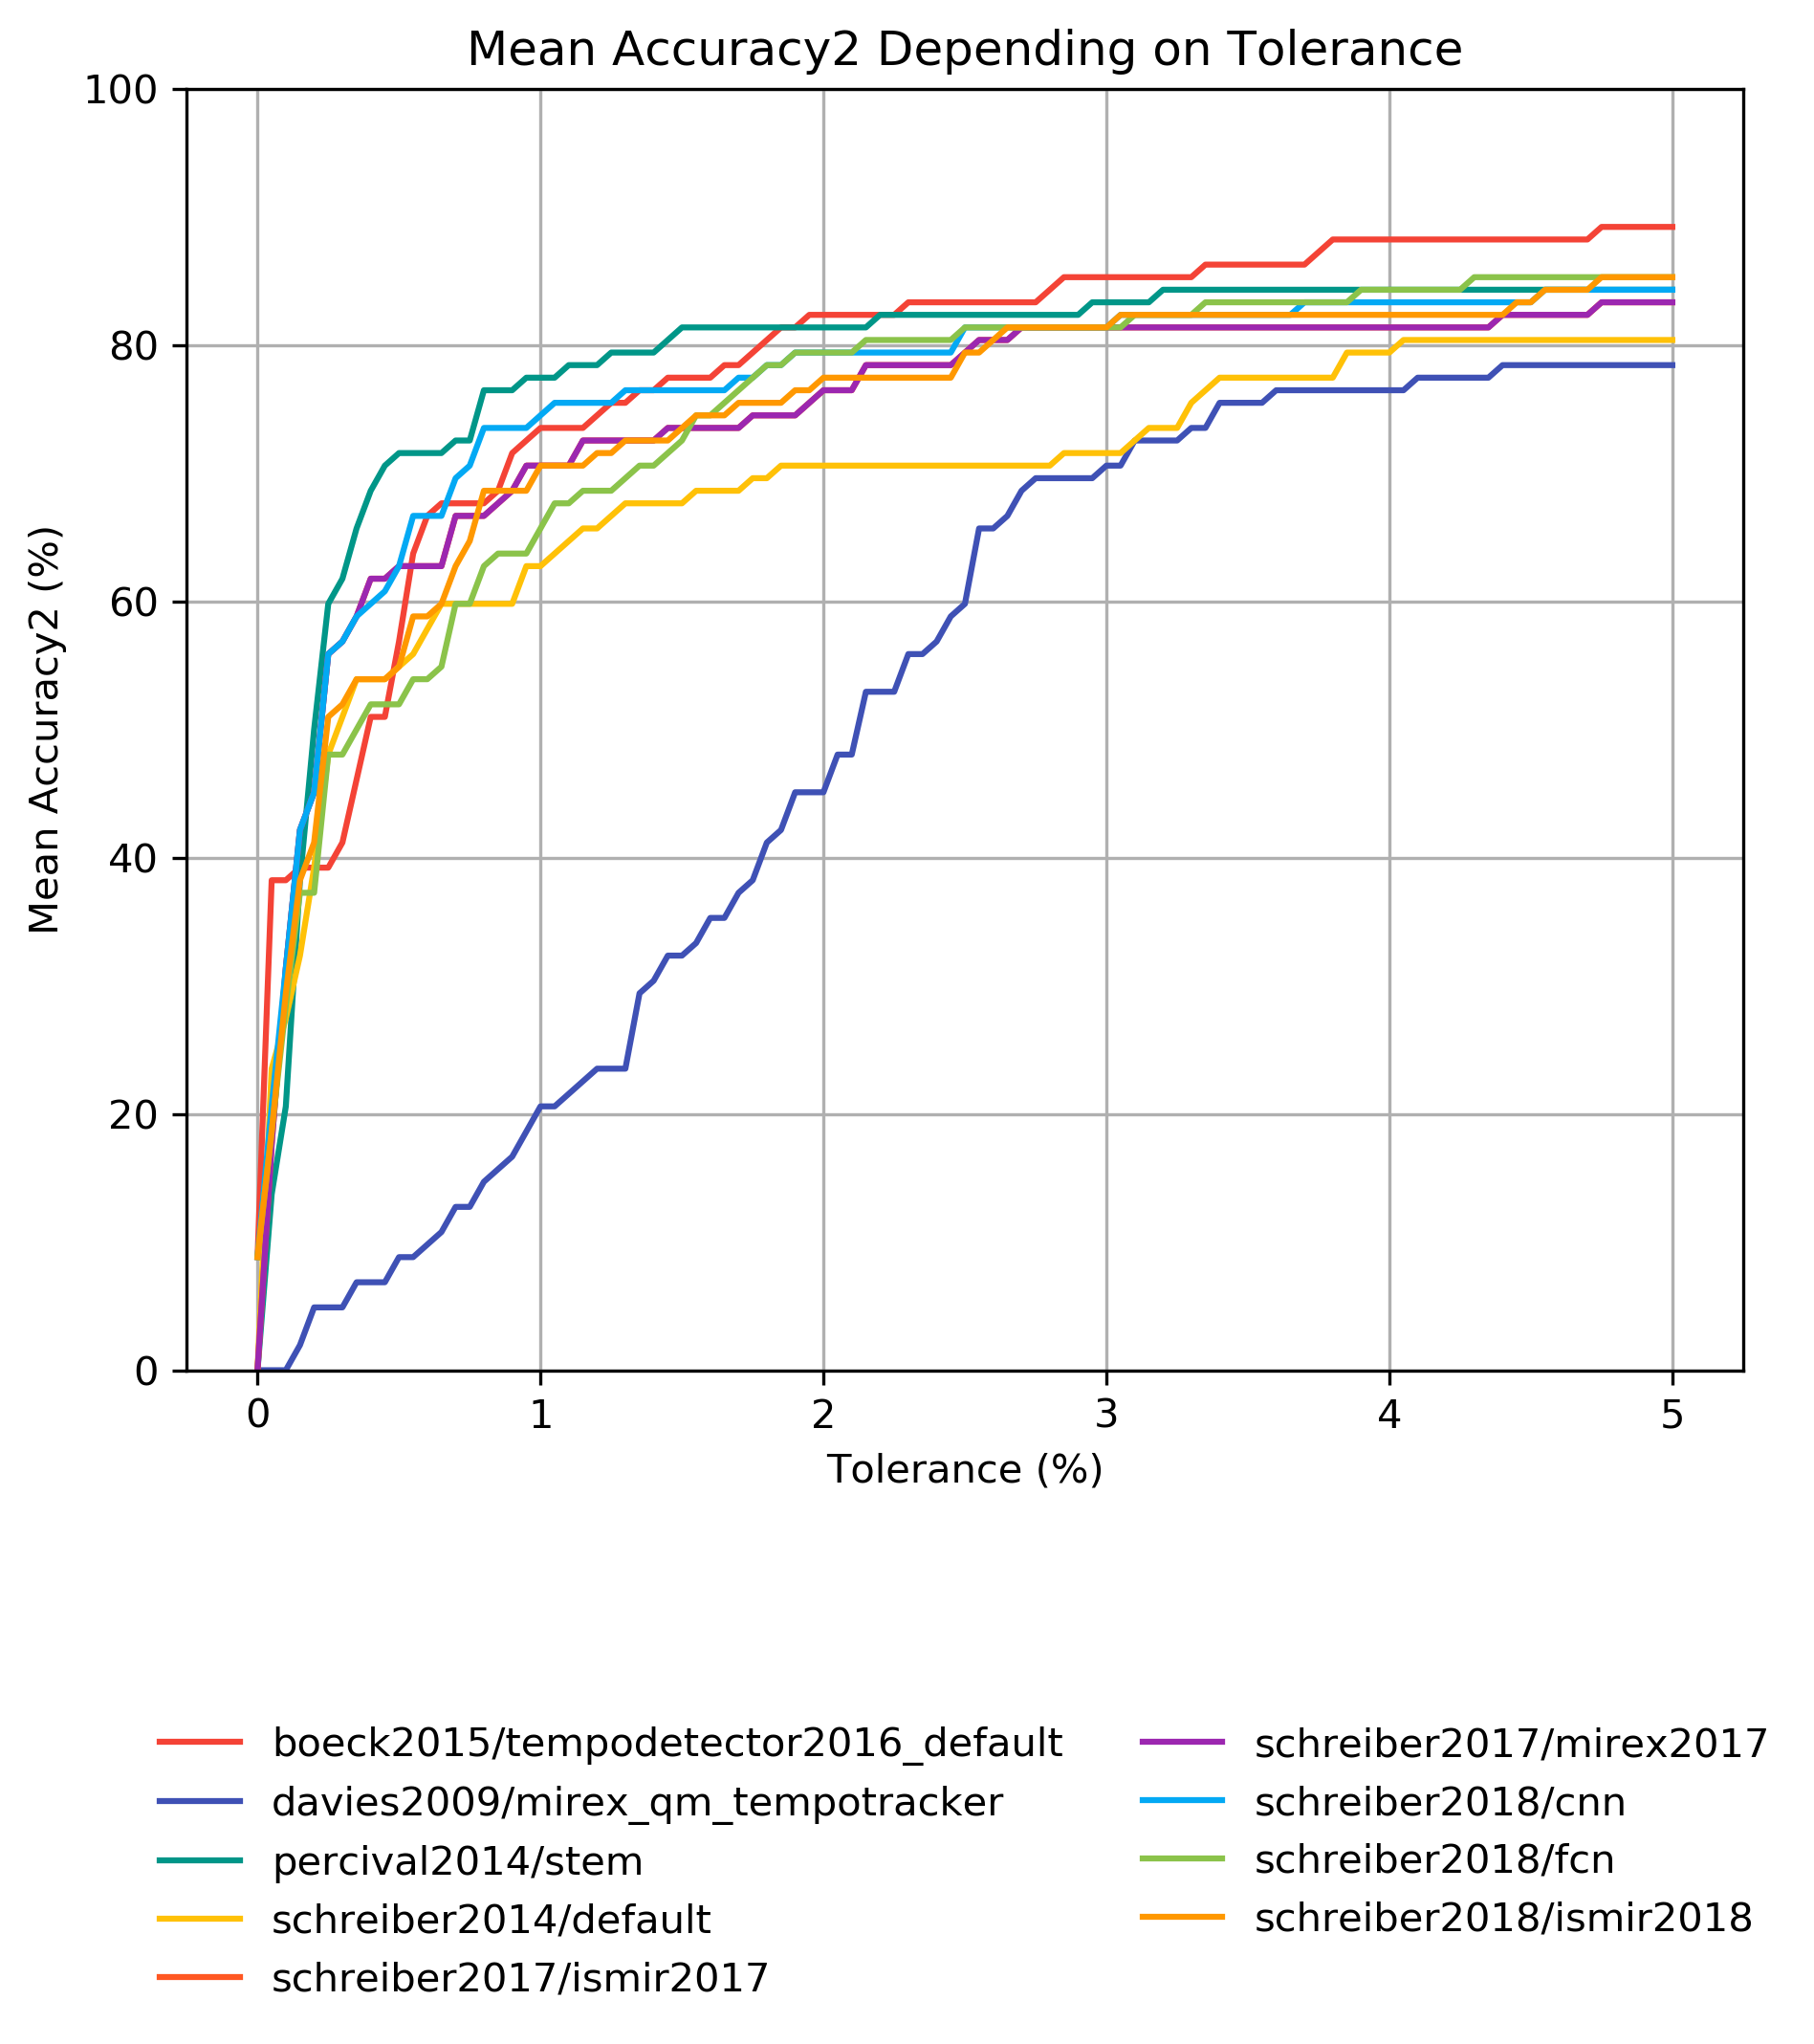 Mean Accuracy2 Depending on Tolerance
100
80
60
40
20
0
Mean Accuracy2 (%)
0 1 2 3 4 5
Tolerance (%)
boeck2015/tempodetector2016_default
davies2009/mirex_qm_tempotracker
percival2014/stem
schreiber2014/default
schreiber2017/ismir2017
schreiber2017/mirex2017
schreiber2018/cnn
schreiber2018/fcn
schreiber2018/ismir2018